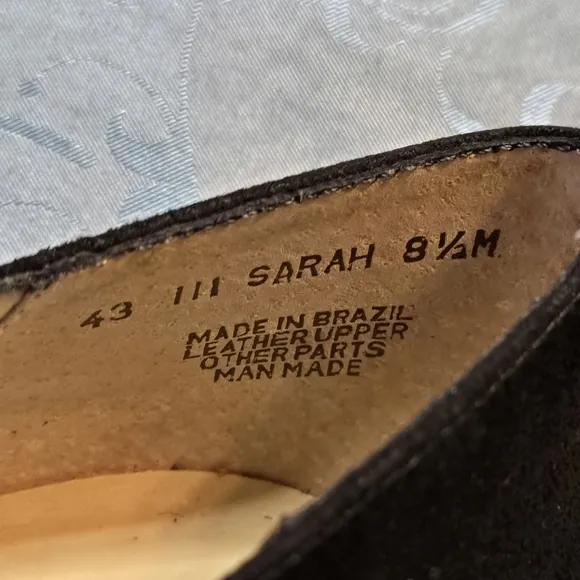 43 111 SARAH 8½M
MADE IN BRAZIL
LEATHER UPPER
OTHER PARTS
MAN MADE